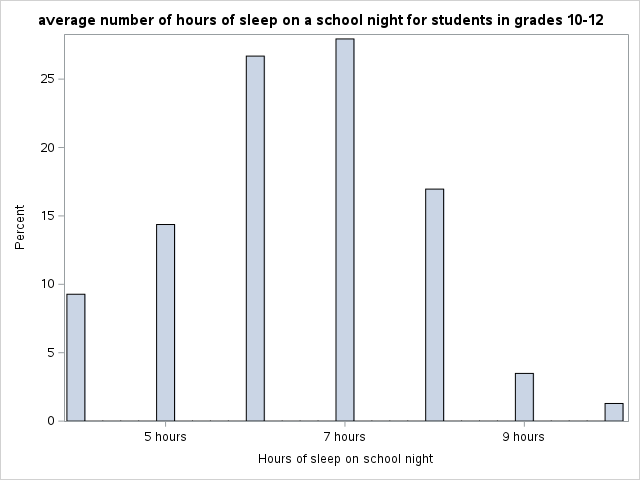 average number of hours of sleep on a school night for students in grades 10-12
25
20
15
10
5
0
Percent
5 hours
7 hours
9 hours
Hours of sleep on school night